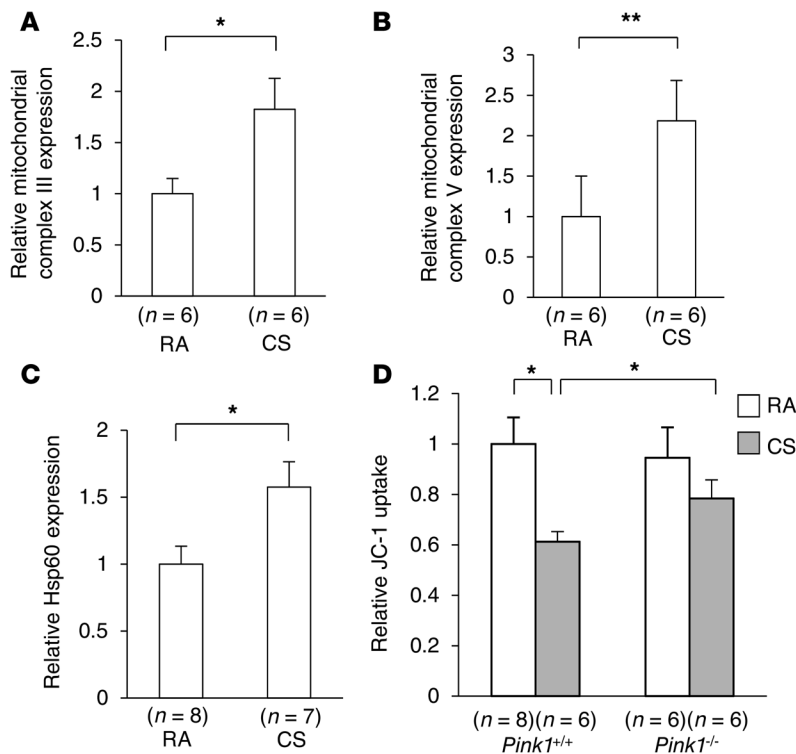 A
Relative mitochondrial
complex III expression
2.5
2
1.5
1
0.5
0
*
(n = 6)
(n = 6)
RA
CS
B
Relative mitochondrial
complex V expression
3
2.5
2
1.5
1
0.5
0
**
(n = 6)
(n = 6)
RA
CS
C
Relative Hsp60 expression
2
1.5
1
0.5
0
*
(n = 8)
(n = 7)
RA
CS
D
Relative JC-1 uptake
1.2
1
0.8
0.6
0.4
0.2
0
*
*
RA
CS
(n = 8)(n = 6)
(n = 6)(n = 6)
Pink1+/+
Pink1-/-